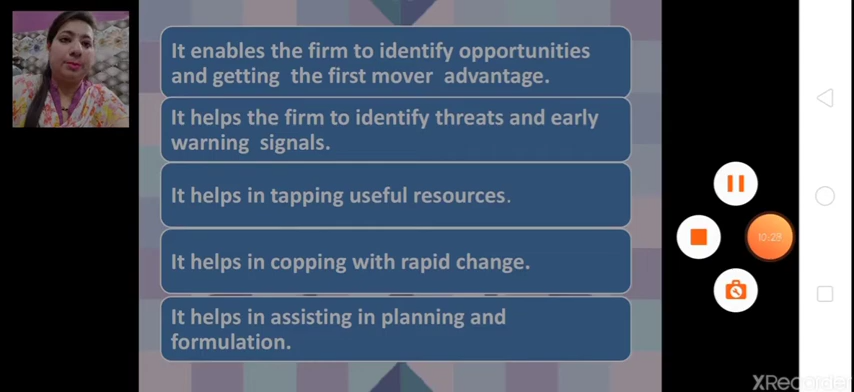 It enables the firm to identify opportunities
and getting the first mover advantage.
It helps the firm to identify threats and early
warning signals.
It helps in tapping useful resources.
It helps in copping with rapid change.
It helps in assisting in planning and
formulation.
10:28
XRecorder